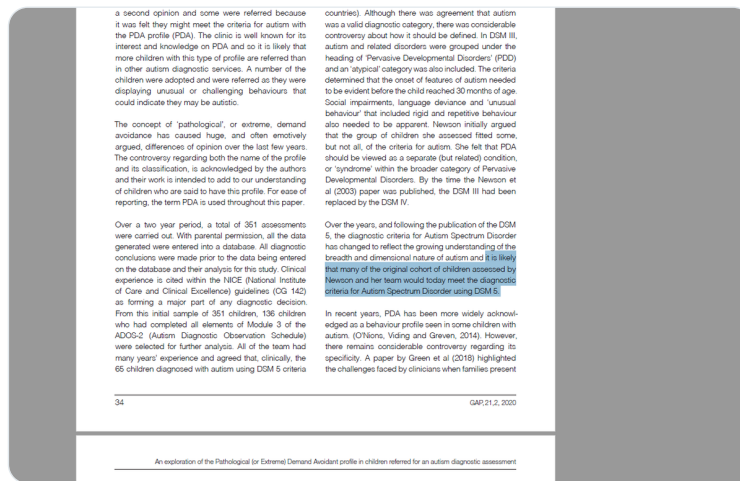 a second opinion and some were referred because
it was felt they might meet the criteria for autism with
the PDA profile (PDA). The clinic is well known for its
interest and knowledge on PDA and so it is likely that
more children with this type of profile are referred than
in other autism diagnostic services. A number of the
children were adopted and were referred as they were
displaying unusual or challenging behaviours that
could indicate they may be autistic.
The concept of 'pathological', or extreme, demand
avoidance has caused huge, and often emotively
argued, differences of opinion over the last few years.
The controversy regarding both the name of the profile
and its classification, is acknowledged by the authors
and their work is intended to add to our understanding
of children who are said to have this profile. For ease of
reporting, the term PDA is used throughout this paper.
Over a two year period, a total of 351 assessments
were carried out. With parental permission, all the data
generated were entered into a database. All diagnostic
conclusions were made prior to the data being entered
on the database and their analysis for this study. Clinical
experience is cited within the NICE (National Institute
of Care and Clinical Excellence) guidelines (CG 142)
as forming a major part of any diagnostic decision.
From this initial sample of 351 children, 136 children
who had completed all elements of Module 3 of the
ADOS-2 (Autism Diagnostic Observation Schedule)
were selected for further analysis. All of the team had
many years' experience and agreed that, clinically, the
65 children diagnosed with autism using DSM 5 criteria
countries). Although there was agreement that autism
was a valid diagnostic category, there was considerable
controversy about how it should be defined. In DSM III,
autism and related disorders were grouped under the
heading of 'Pervasive Developmental Disorders' (PDD)
and an 'atypical' category was also included. The criteria
determined that the onset of features of autism needed
to be evident before the child reached 30 months of age.
Social impairments, language deviance and 'unusual
behaviour' that included rigid and repetitive behaviour
also needed to be apparent. Newson initially argued
that the group of children she assessed fitted some,
but not all, of the criteria for autism. She felt that PDA
should be viewed as a separate (but related) condition,
or 'syndrome' within the broader category of Pervasive
Developmental Disorders. By the time the Newson et
al (2003) paper was published, the DSM III had been
replaced by the DSM IV.
Over the years, and following the publication of the DSM
5, the diagnostic criteria for Autism Spectrum Disorder
has changed to reflect the growing understanding of the
breadth and dimensional nature of autism and it is likely
that many of the original cohort of children assessed by
Newson and her team would today meet the diagnostic
criteria for Autism Spectrum Disorder using DSM 5.
In recent years, PDA has been more widely acknowl-
edged as a behaviour profile seen in some children with
autism. (O'Nions, Viding and Greven, 2014). However,
there remains considerable controversy regarding its
specificity. A paper by Green et al (2018) highlighted
the challenges faced by clinicians when families present
34
GAP,21,2, 2020
An exploration of the Pathological (or Extreme) Demand Avoidant profile in children referred for an autism diagnostic assessment